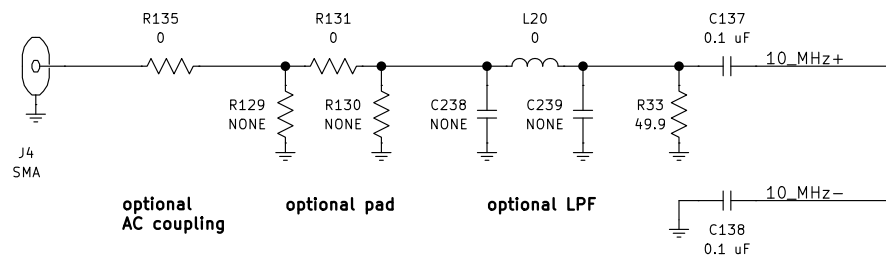 R135
0
R131
0
L20
0
C137
0.1 uF
10_MHz+
R129
NONE
R130
NONE
C238
NONE
C239
NONE
R33
49.9
J4
SMA
optional
AC coupling
optional pad
optional LPF
10_MHz-
C138
0.1 uF